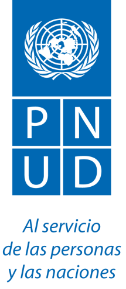 P N
U D
Al servicio
de las personas
y las naciones